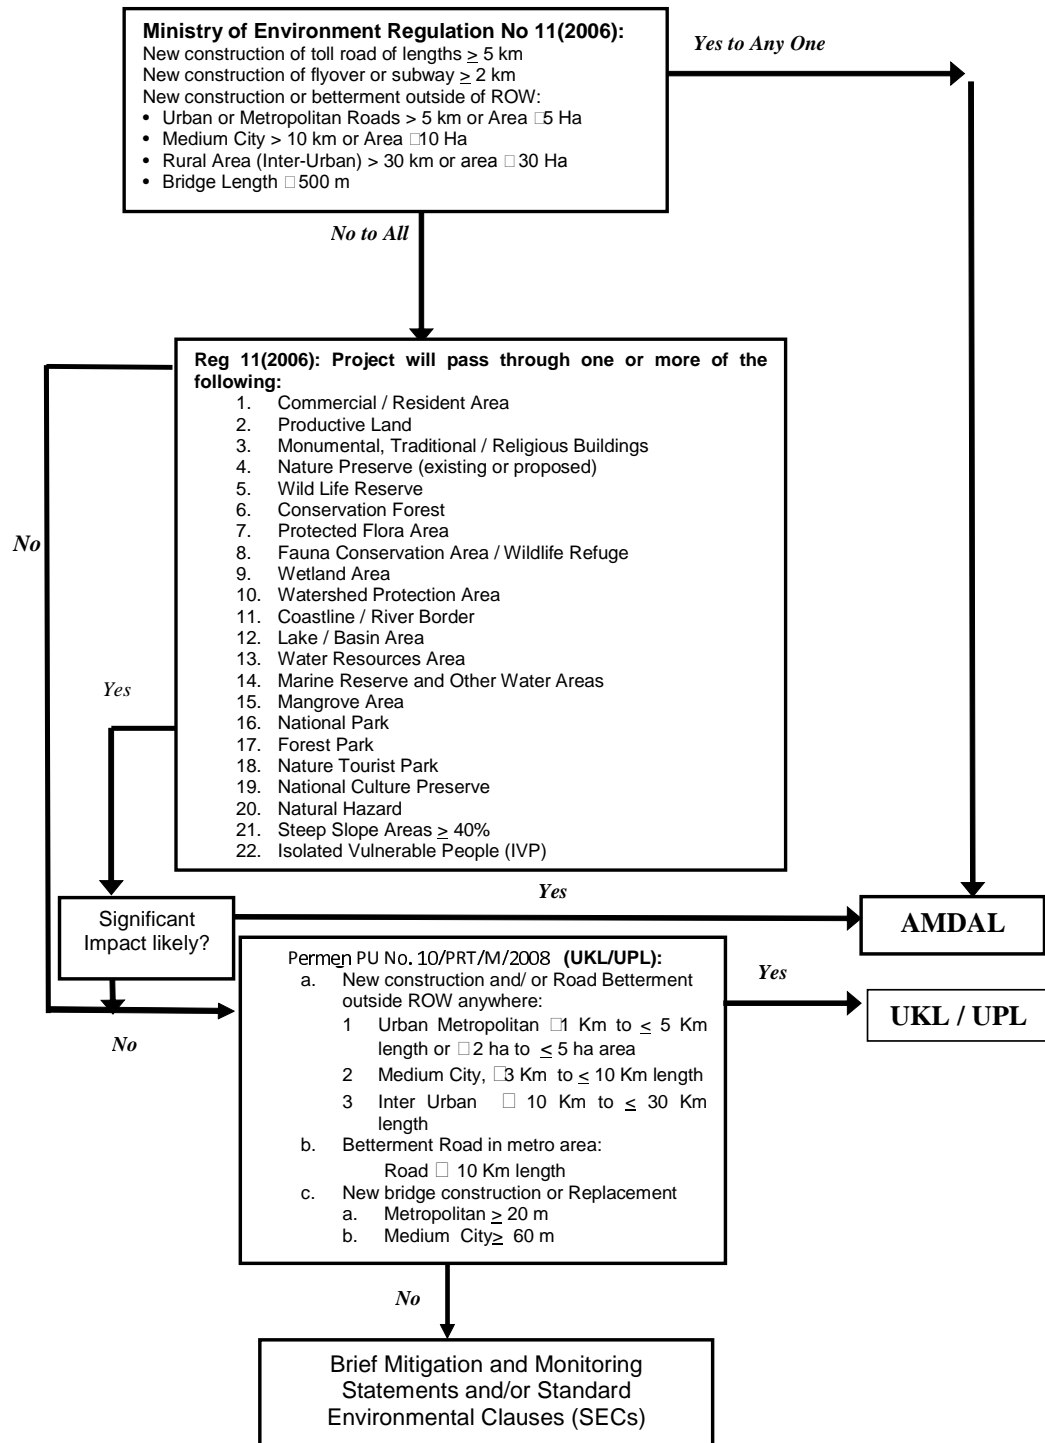 Ministry of Environment Regulation No 11(2006):
New construction of toll road of lengths ≥ 5 km
New construction of flyover or subway ≥ 2 km
New construction or betterment outside of ROW:
• Urban or Metropolitan Roads > 5 km or Area □5 Ha
• Medium City > 10 km or Area □10 Ha
• Rural Area (Inter-Urban) > 30 km or area □ 30 Ha
• Bridge Length □500 m
Yes to Any One
No to All
Reg 11(2006): Project will pass through one or more of the
following:
1. Commercial / Resident Area
2. Productive Land
3. Monumental, Traditional / Religious Buildings
4. Nature Preserve (existing or proposed)
5. Wild Life Reserve
6. Conservation Forest
7. Protected Flora Area
8. Fauna Conservation Area / Wildlife Refuge
9. Wetland Area
10. Watershed Protection Area
11. Coastline / River Border
12. Lake / Basin Area
13. Water Resources Area
14. Marine Reserve and Other Water Areas
15. Mangrove Area
16. National Park
17. Forest Park
18. Nature Tourist Park
19. National Culture Preserve
20. Natural Hazard
21. Steep Slope Areas ≥ 40%
22. Isolated Vulnerable People (IVP)
No
Yes
Significant
Impact likely?
Yes
AMDAL
No
Permen PU No. 10/PRT/M/2008 (UKL/UPL):
a. New construction and/ or Road Betterment
outside ROW anywhere:
1 Urban Metropolitan □1 Km to ≤ 5 Km
length or □2 ha to ≤ 5 ha area
2 Medium City, □3 Km to ≤ 10 Km length
3 Inter Urban □ 10 Km to ≤ 30 Km
length
b. Betterment Road in metro area:
Road □ 10 Km length
c. New bridge construction or Replacement
a. Metropolitan ≥ 20 m
b. Medium City≥ 60 m
Yes
UKL / UPL
No
Brief Mitigation and Monitoring
Statements and/or Standard
Environmental Clauses (SECs)